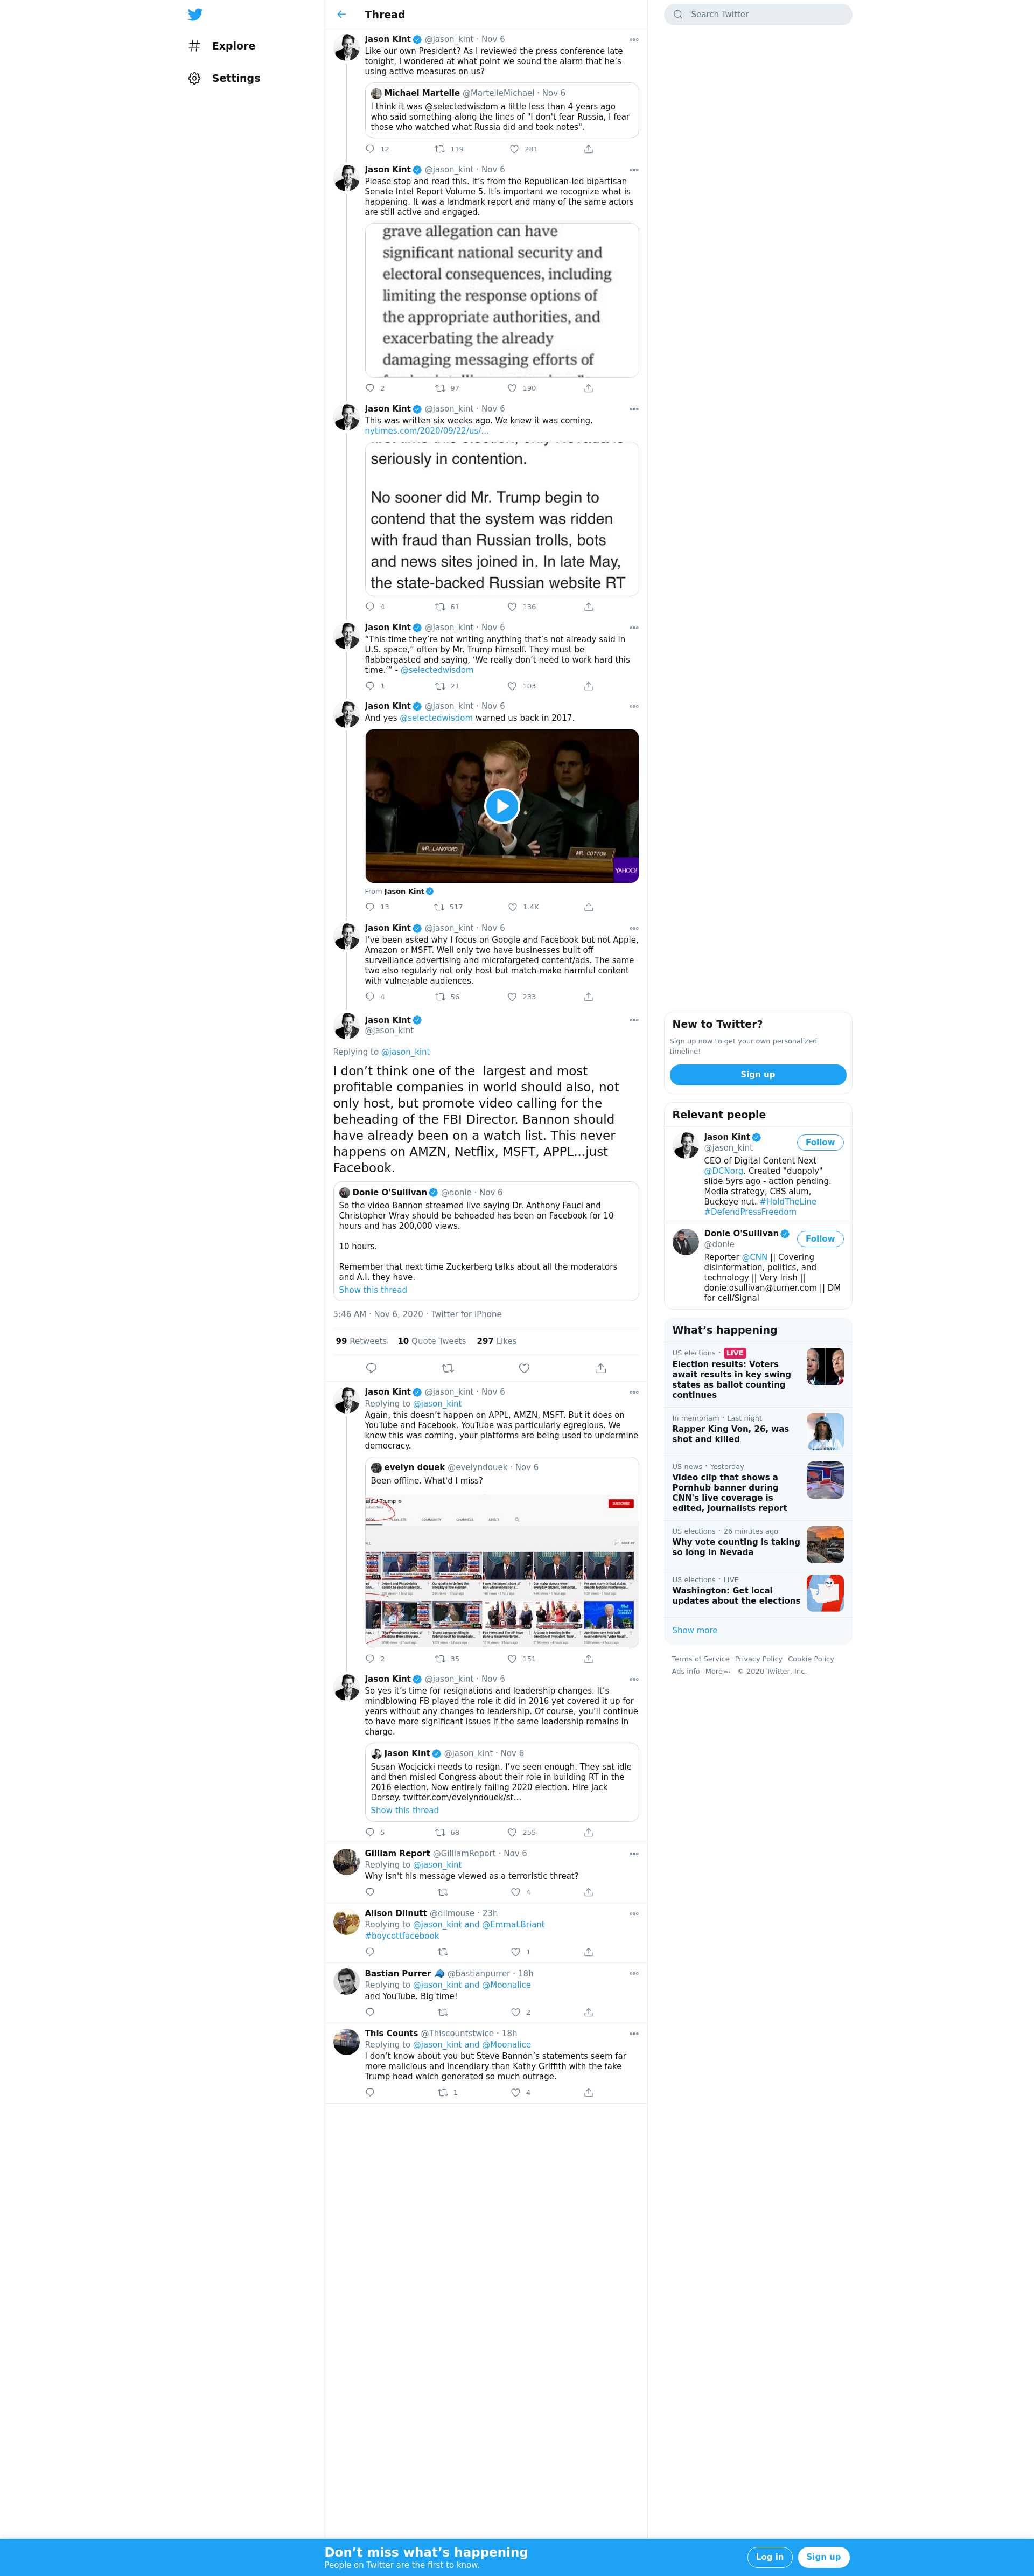 Explore
Settings
Thread
Search Twitter
Jason Kint @jason_kint · Nov 6
Like our own President? As I reviewed the press conference late
tonight, I wondered at what point we sound the alarm that he’s
using active measures on us?
Michael Martelle @MartelleMichael · Nov 6
I think it was @selectedwisdom a little less than 4 years ago
who said something along the lines of "I don't fear Russia, I fear
those who watched what Russia did and took notes".
12 119 281
Jason Kint @jason_kint · Nov 6
Please stop and read this. It’s from the Republican-led bipartisan
Senate Intel Report Volume 5. It’s important we recognize what is
happening. It was a landmark report and many of the same actors
are still active and engaged.
grave allegation can have
significant national security and
electoral consequences, including
limiting the response options of
the appropriate authorities, and
exacerbating the already
damaging messaging efforts of
2 97 190
Jason Kint @jason_kint · Nov 6
This was written six weeks ago. We knew it was coming.
nytimes.com/2020/09/22/us/…
seriously in contention.
No sooner did Mr. Trump begin to
contend that the system was ridden
with fraud than Russian trolls, bots
and news sites joined in. In late May,
the state-backed Russian website RT
4 61 136
Jason Kint @jason_kint · Nov 6
“This time they’re not writing anything that’s not already said in
U.S. space,” often by Mr. Trump himself. They must be
flabbergasted and saying, ‘We really don’t need to work hard this
time.’” - @selectedwisdom
1 21 103
Jason Kint @jason_kint · Nov 6
And yes @selectedwisdom warned us back in 2017.
MR. LANKFORD
MR. COTTON
YAHOO!
From Jason Kint
13 517 1.4K
Jason Kint @jason_kint · Nov 6
I’ve been asked why I focus on Google and Facebook but not Apple,
Amazon or MSFT. Well only two have businesses built off
surveillance advertising and microtargeted content/ads. The same
two also regularly not only host but match-make harmful content
with vulnerable audiences.
4 56 233
Jason Kint
@jason_kint
Replying to @jason_kint
I don’t think one of the largest and most
profitable companies in world should also, not
only host, but promote video calling for the
beheading of the FBI Director. Bannon should
have already been on a watch list. This never
happens on AMZN, Netflix, MSFT, APPL...just
Facebook.
Donie O'Sullivan @donie · Nov 6
So the video Bannon streamed live saying Dr. Anthony Fauci and
Christopher Wray should be beheaded has been on Facebook for 10
hours and has 200,000 views.
10 hours.
Remember that next time Zuckerberg talks about all the moderators
and A.I. they have.
Show this thread
5:46 AM · Nov 6, 2020 · Twitter for iPhone
99 Retweets 10 Quote Tweets 297 Likes
Jason Kint @jason_kint · Nov 6
Replying to @jason_kint
Again, this doesn’t happen on APPL, AMZN, MSFT. But it does on
YouTube and Facebook. YouTube was particularly egregious. We
knew this was coming, your platforms are being used to undermine
democracy.
evelyn douek @evelyndouek · Nov 6
Been offline. What'd I miss?
SUBSCRIBE
PLAYLISTS COMMUNITY CHANNELS ABOUT
SORT BY
2 35 151
Jason Kint @jason_kint · Nov 6
So yes it’s time for resignations and leadership changes. It’s
mindblowing FB played the role it did in 2016 yet covered it up for
years without any changes to leadership. Of course, you’ll continue
to have more significant issues if the same leadership remains in
charge.
Jason Kint @jason_kint · Nov 6
Susan Wocjcicki needs to resign. I’ve seen enough. They sat idle
and then misled Congress about their role in building RT in the
2016 election. Now entirely failing 2020 election. Hire Jack
Dorsey. twitter.com/evelyndouek/st…
Show this thread
5 68 255
Gilliam Report @GilliamReport · Nov 6
Replying to @jason_kint
Why isn't his message viewed as a terroristic threat?
4
Alison Dilnutt @dilmouse · 23h
Replying to @jason_kint and @EmmaLBriant
#boycottfacebook
1
Bastian Purrer @bastianpurrer · 18h
Replying to @jason_kint and @Moonalice
and YouTube. Big time!
2
This Counts @Thiscountstwice · 18h
Replying to @jason_kint and @Moonalice
I don’t know about you but Steve Bannon’s statements seem far
more malicious and incendiary than Kathy Griffith with the fake
Trump head which generated so much outrage.
1 4
New to Twitter?
Sign up now to get your own personalized
timeline!
Sign up
Relevant people
Jason Kint
@jason_kint
Follow
CEO of Digital Content Next
@DCNorg. Created "duopoly"
slide 5yrs ago - action pending.
Media strategy, CBS alum,
Buckeye nut. #HoldTheLine
#DefendPressFreedom
Donie O'Sullivan
@donie
Follow
Reporter @CNN || Covering
disinformation, politics, and
technology || Very Irish ||
donie.osullivan@turner.com || DM
for cell/Signal
What’s happening
US elections · LIVE
Election results: Voters
await results in key swing
states as ballot counting
continues
In memoriam · Last night
Rapper King Von, 26, was
shot and killed
US news · Yesterday
Video clip that shows a
Pornhub banner during
CNN's live coverage is
edited, journalists report
US elections · 26 minutes ago
Why vote counting is taking
so long in Nevada
US elections · LIVE
Washington: Get local
updates about the elections
Show more
Terms of Service Privacy Policy Cookie Policy
Ads info More © 2020 Twitter, Inc.
Don’t miss what’s happening
People on Twitter are the first to know.
Log in
Sign up